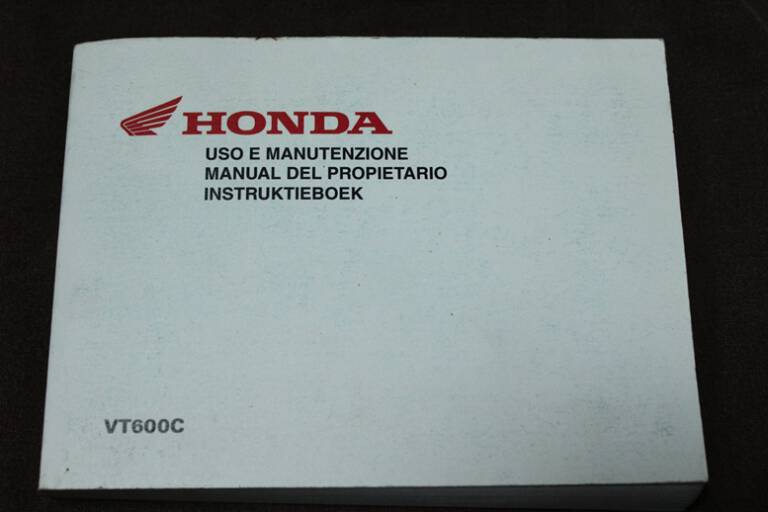 HONDA
USO E MANUTENZIONE
MANUAL DEL PROPIETARIO
INSTRUKTIEBOEK
VT600C